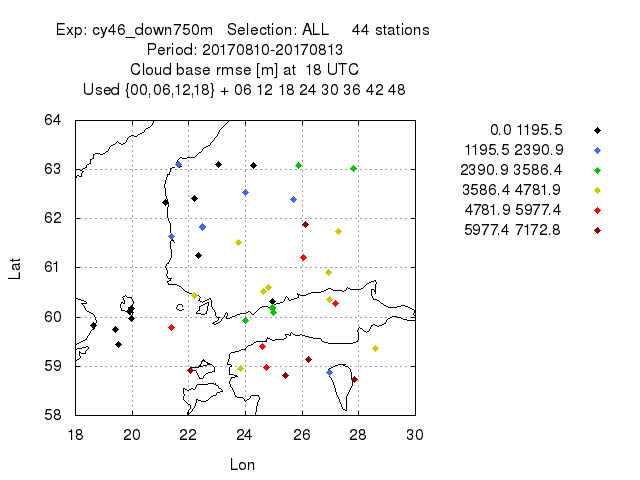 Exp: cy46_down750m   Selection: ALL     44 stations
Period: 20170810-20170813
Cloud base rmse [m] at  18 UTC
Used {00,06,12,18} + 06 12 18 24 30 36 42 48
0.0 1195.5
1195.5 2390.9
2390.9 3586.4
3586.4 4781.9
4781.9 5977.4
5977.4 7172.8
64
63
62
61
60
59
58
Lat
18 20 22 24 26 28 30
Lon